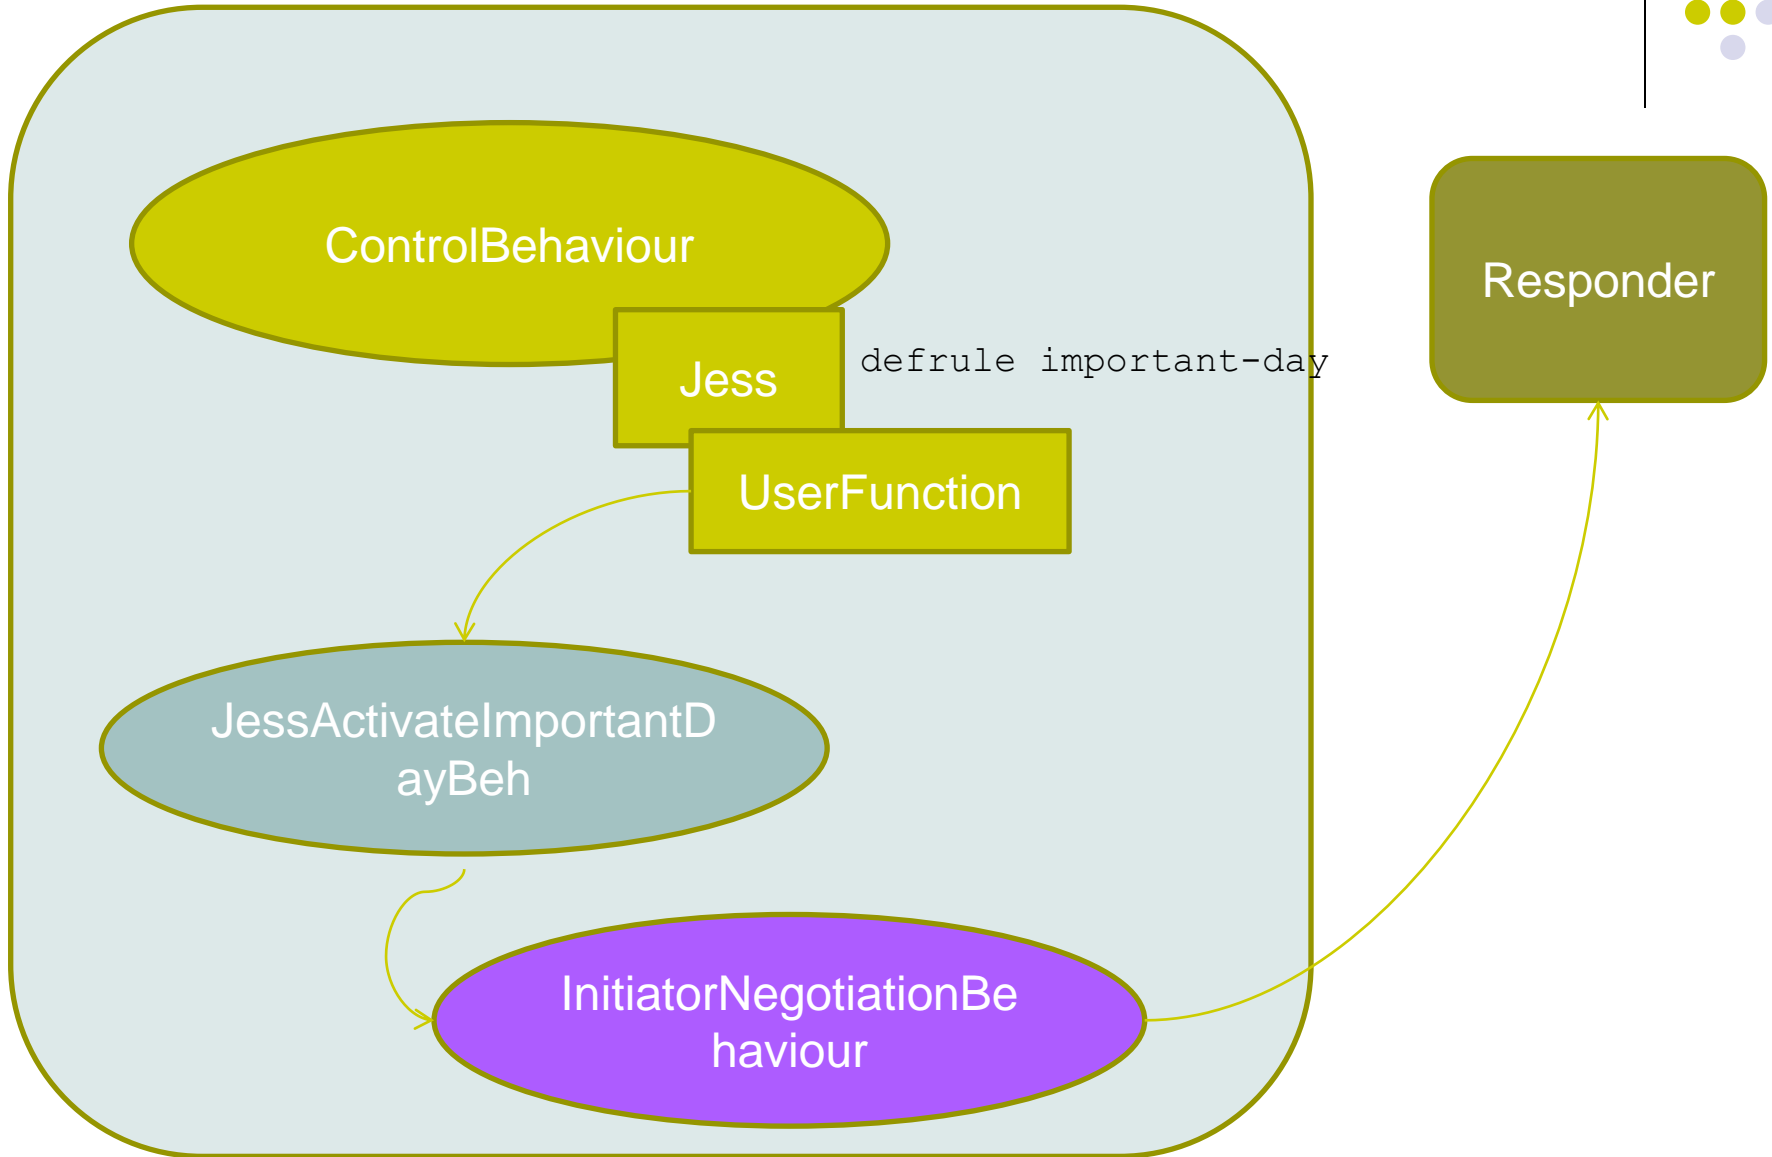 ControlBehaviour
Responder
Jess
defrule important-day
UserFunction
JessActivateImportantD
ayBeh
InitiatorNegotiationBe
haviour